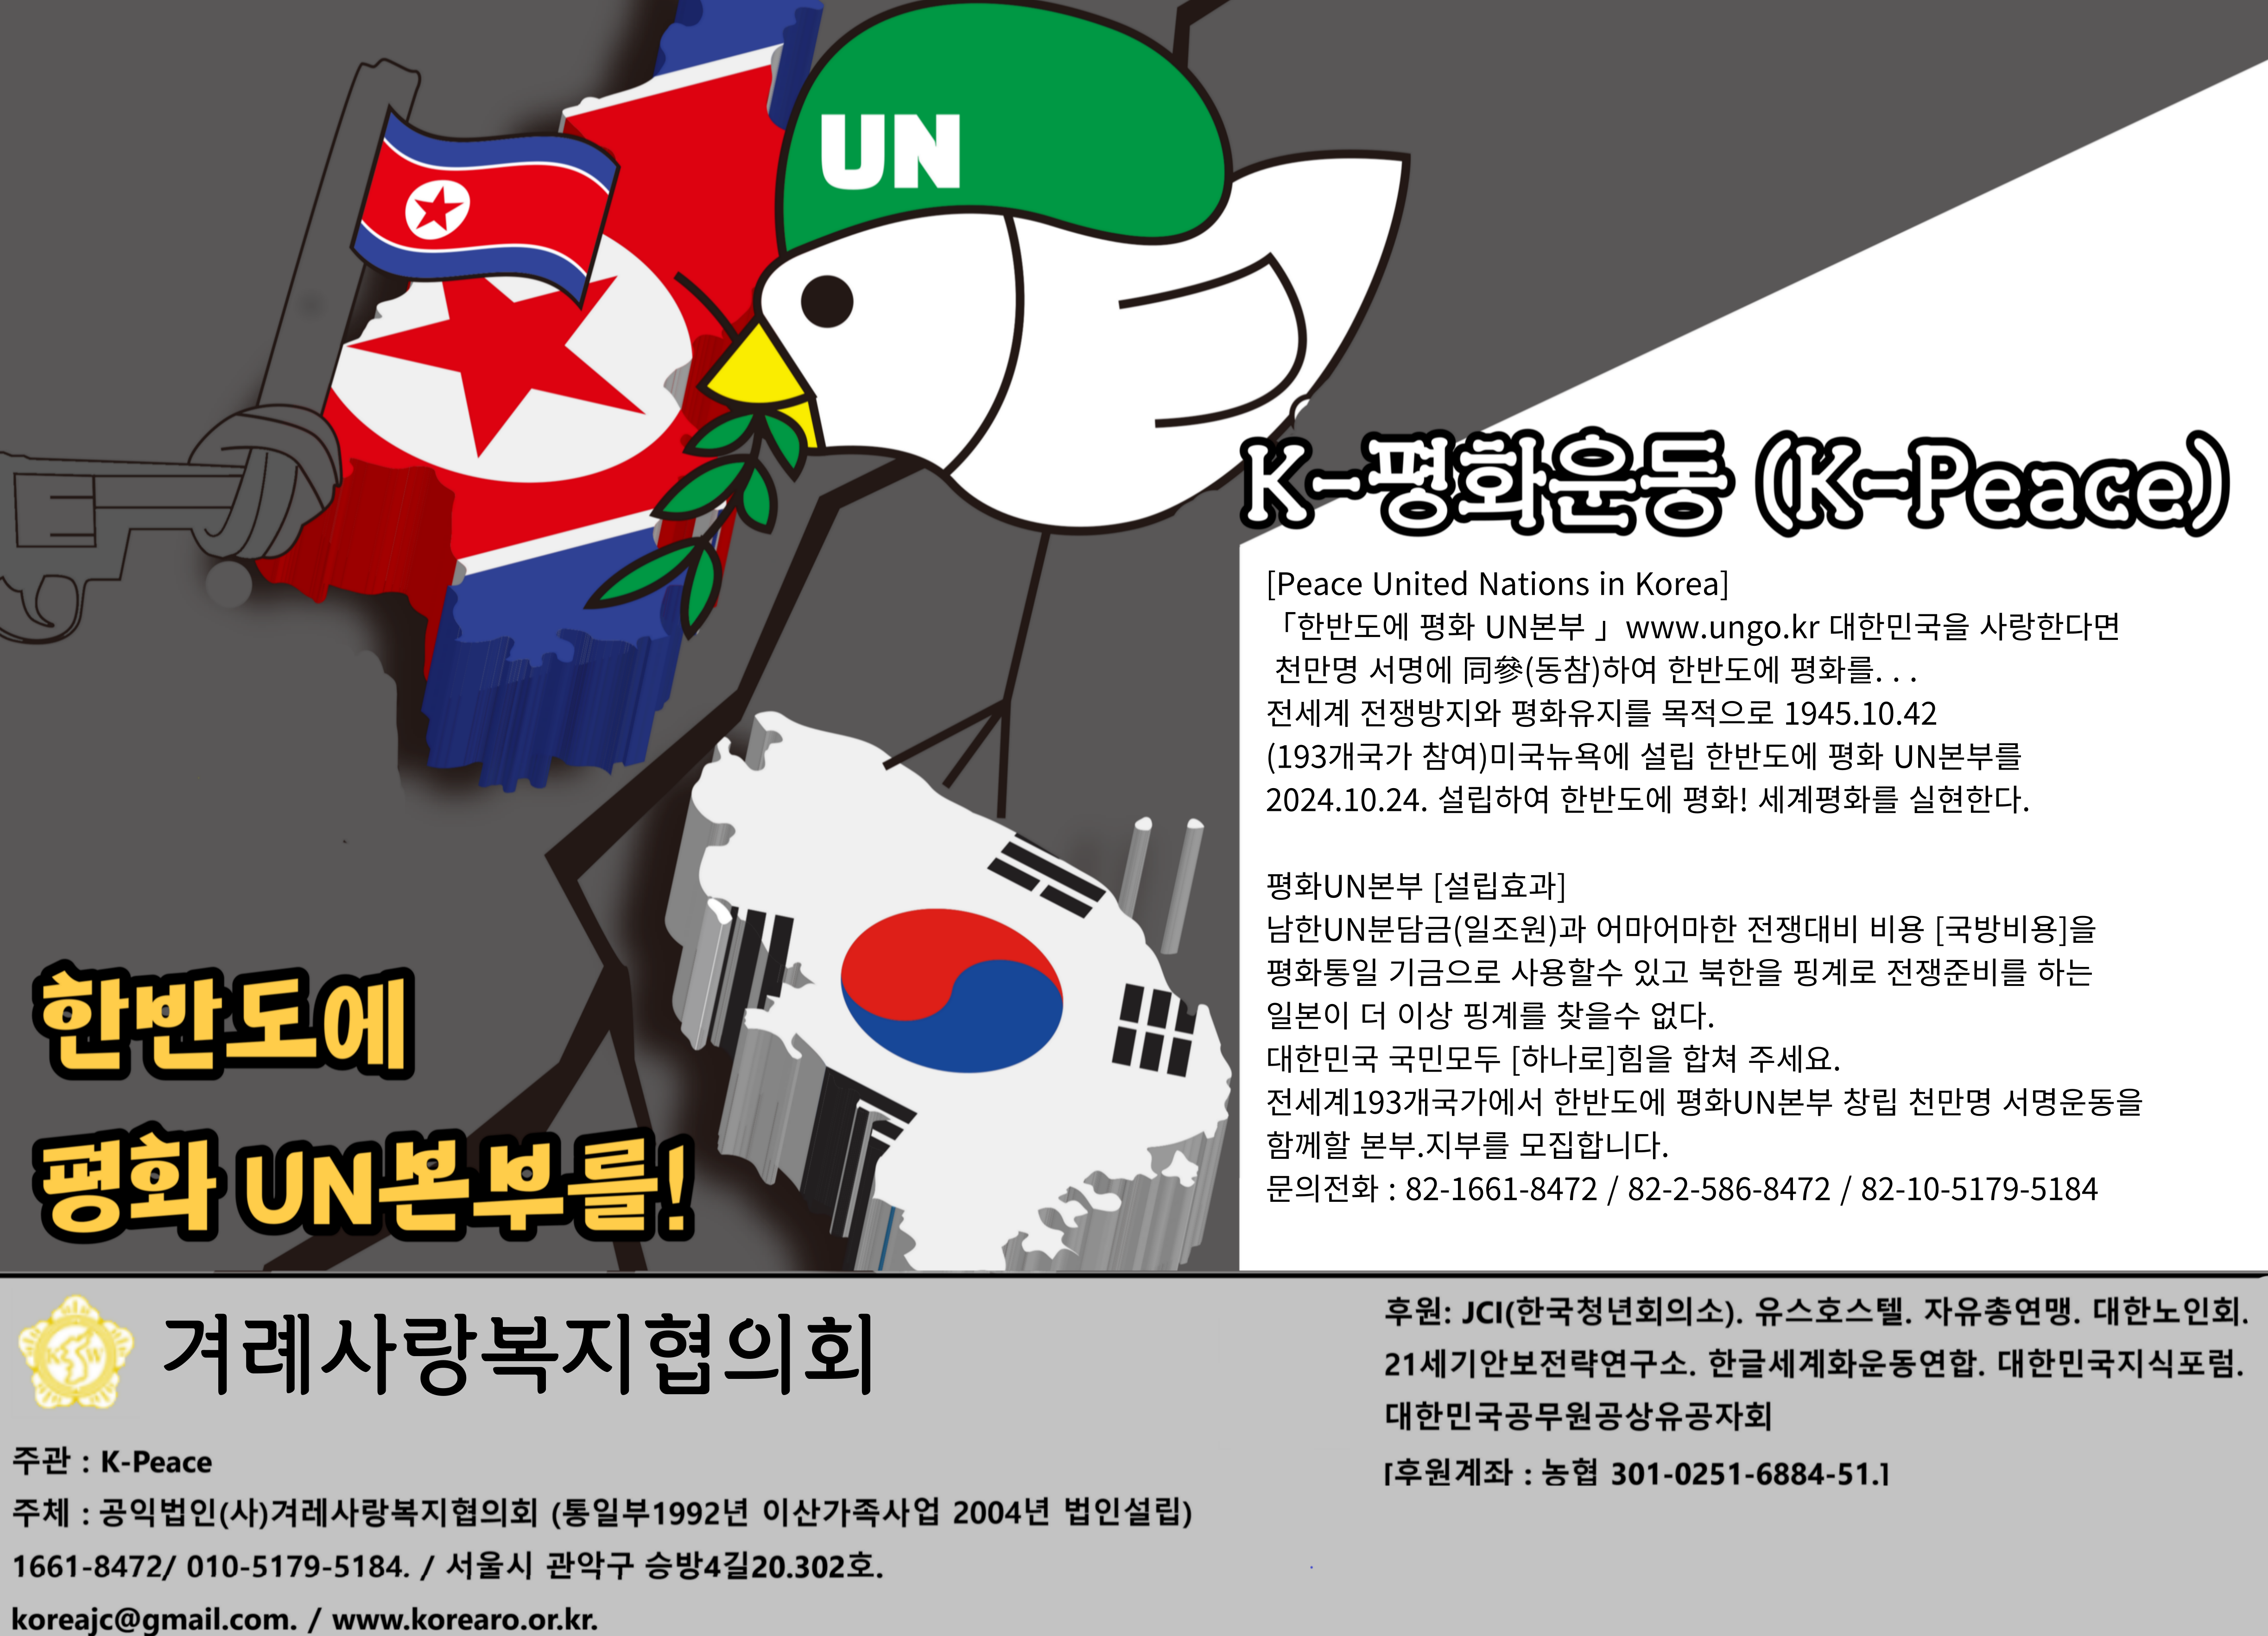 UN
K-평화운동 (K-Peace)
[Peace United Nations in Korea]
「한반도에 평화 UN본부 」www.ungo.kr 대한민국을 사랑한다면
천만명 서명에 同參(동참)하여 한반도에 평화를. . .
전세계 전쟁방지와 평화유지를 목적으로 1945.10.42
(193개국가 참여)미국뉴욕에 설립 한반도에 평화 UN본부를
2024.10.24. 설립하여 한반도에 평화! 세계평화를 실현한다.
평화UN본부 [설립효과]
남한UN분담금(일조원)과 어마어마한 전쟁대비 비용 [국방비용]을
평화통일 기금으로 사용할수 있고 북한을 핑계로 전쟁준비를 하는
일본이 더 이상 핑계를 찾을수 없다.
대한민국 국민모두 [하나로]힘을 합쳐 주세요.
전세계193개국가에서 한반도에 평화UN본부 창립 천만명 서명운동을
함께할 본부.지부를 모집합니다.
문의전화 : 82-1661-8472 / 82-2-586-8472 / 82-10-5179-5184
한반도에
평화 UN본부를!
K W
겨레사랑복지협의회
주관 : K-Peace
주체 : 공익법인(사)겨레사랑복지협의회 (통일부1992년 이산가족사업 2004년 법인설립)
1661-8472/ 010-5179-5184. / 서울시 관악구 승방4길20.302호.
koreajc@gmail.com. / www.korearo.or.kr.
후원: JCI(한국청년회의소). 유스호스텔. 자유총연맹. 대한노인회.
21세기안보전략연구소. 한글세계화운동연합. 대한민국지식포럼.
대한민국공무원공상유공자회
[후원계좌 : 농협 301-0251-6884-51.]